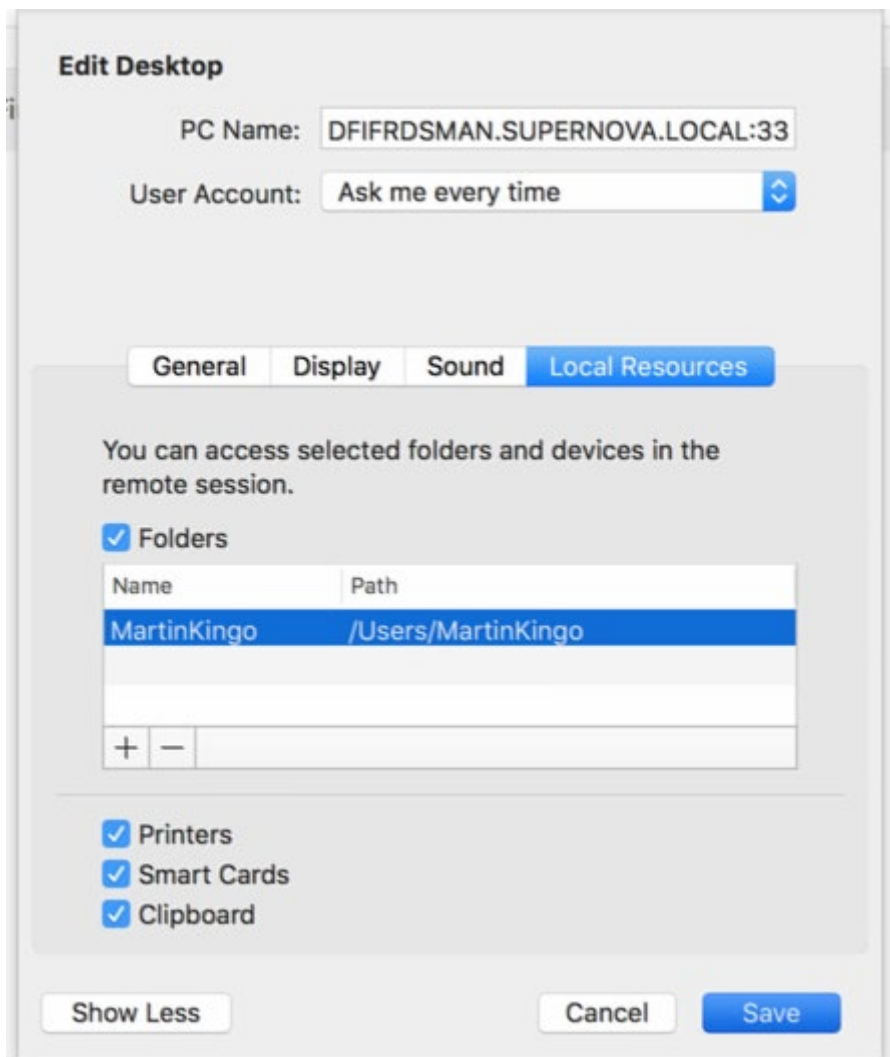 Edit Desktop
PC Name: DFIFRDSMAN.SUPERNOVA.LOCAL:33
User Account: Ask me every time
General Display Sound Local Resources
You can access selected folders and devices in the
remote session.
Folders
Name Path
MartinKingo /Users/MartinKingo
Printers
Smart Cards
Clipboard
Show Less Cancel Save